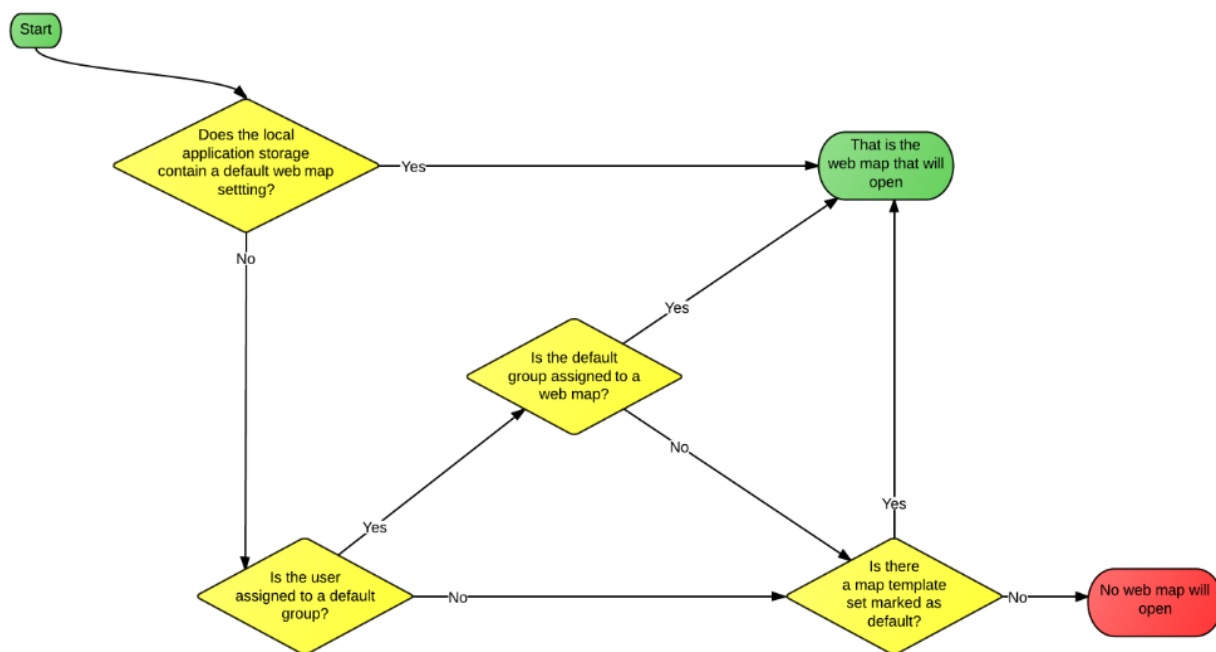 Start
Does the local
application storage
contain a default web map
settting?
Yes
That is the
web map that will
open
No
Yes
Is the default
group assigned to a
web map?
No
Yes
Yes
Is the user
assigned to a default
group?
No
Is there
a map template
set marked as
default?
No
No web map will
open